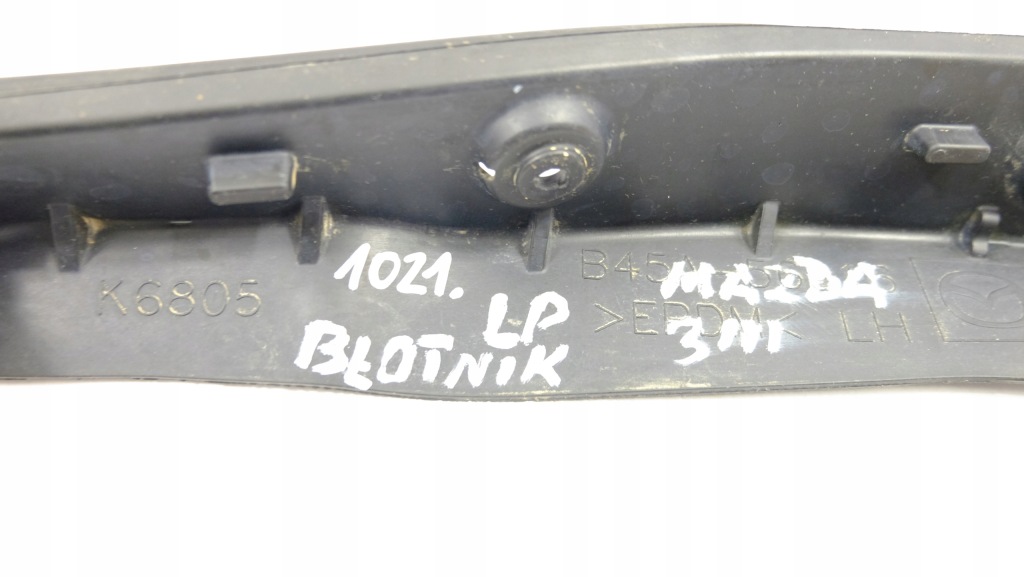 K6805
1021.
LP
BŁOTNIK
MAZDA
3III
>EPDM<
LH